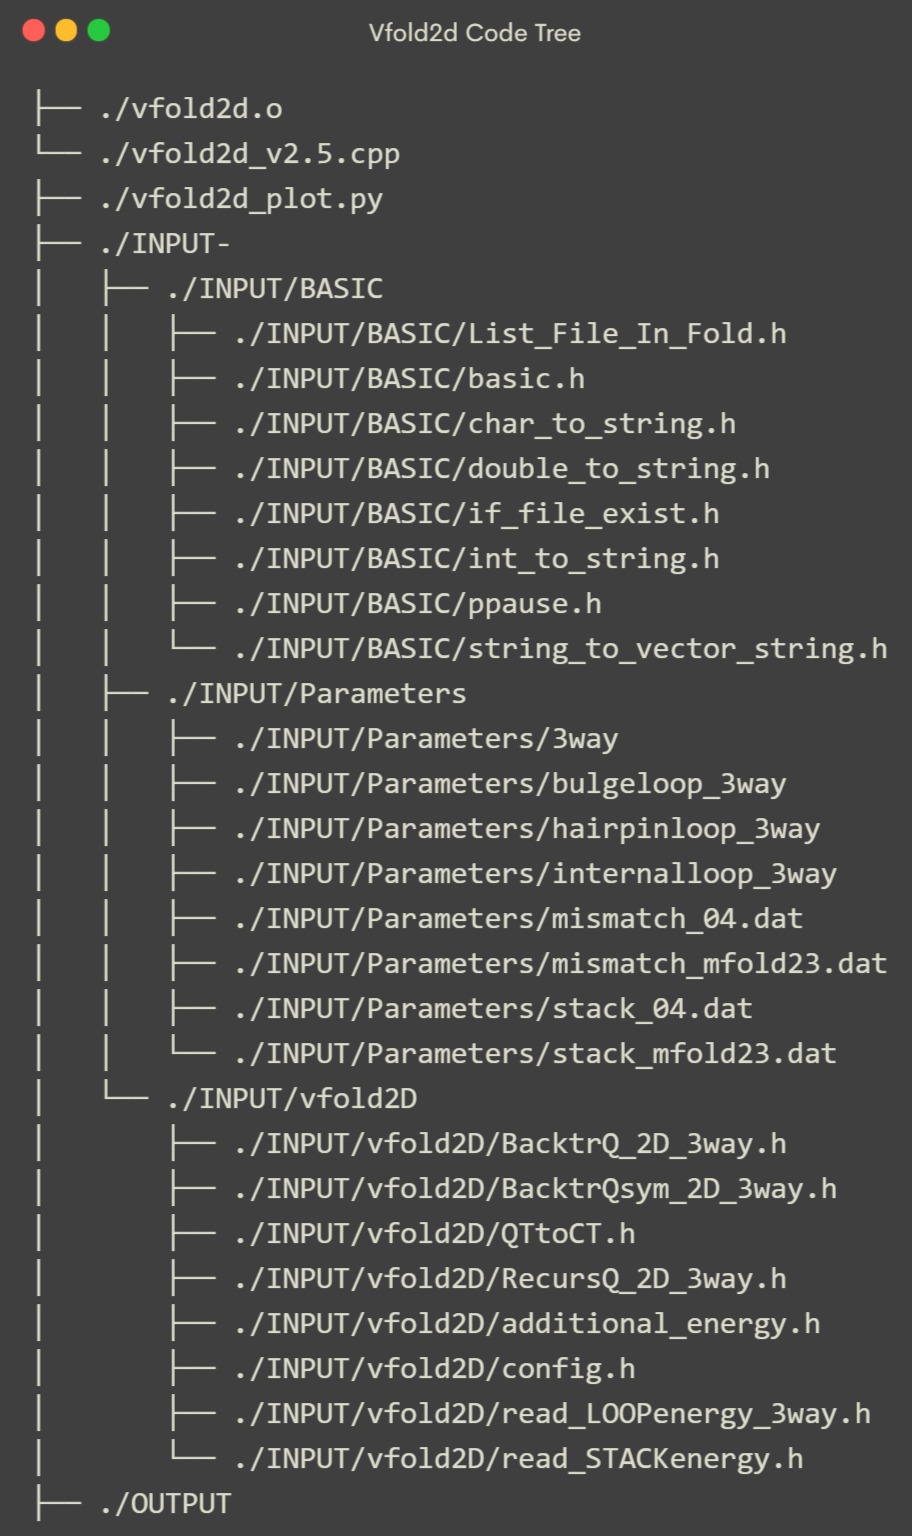 Vfold2d Code Tree
├── ./vfold2d.o
└── ./vfold2d_v2.5.cpp
├── ./vfold2d_plot.py
├── ./INPUT-
│   ├── ./INPUT/BASIC
│   │   ├── ./INPUT/BASIC/List_File_In_Fold.h
│   │   ├── ./INPUT/BASIC/basic.h
│   │   ├── ./INPUT/BASIC/char_to_string.h
│   │   ├── ./INPUT/BASIC/double_to_string.h
│   │   ├── ./INPUT/BASIC/if_file_exist.h
│   │   ├── ./INPUT/BASIC/int_to_string.h
│   │   ├── ./INPUT/BASIC/ppause.h
│   │   └── ./INPUT/BASIC/string_to_vector_string.h
│   ├── ./INPUT/Parameters
│   │   ├── ./INPUT/Parameters/3way
│   │   ├── ./INPUT/Parameters/bulgeloop_3way
│   │   ├── ./INPUT/Parameters/hairpinloop_3way
│   │   ├── ./INPUT/Parameters/internalloop_3way
│   │   ├── ./INPUT/Parameters/mismatch_04.dat
│   │   ├── ./INPUT/Parameters/mismatch_mfold23.dat
│   │   ├── ./INPUT/Parameters/stack_04.dat
│   │   └── ./INPUT/Parameters/stack_mfold23.dat
│   └── ./INPUT/vfold2D
│       ├── ./INPUT/vfold2D/BacktrQ_2D_3way.h
│       ├── ./INPUT/vfold2D/BacktrQsym_2D_3way.h
│       ├── ./INPUT/vfold2D/QTtoCT.h
│       ├── ./INPUT/vfold2D/RecursQ_2D_3way.h
│       ├── ./INPUT/vfold2D/additional_energy.h
│       ├── ./INPUT/vfold2D/config.h
│       ├── ./INPUT/vfold2D/read_LOOPenergy_3way.h
│       └── ./INPUT/vfold2D/read_STACKenergy.h
├── ./OUTPUT